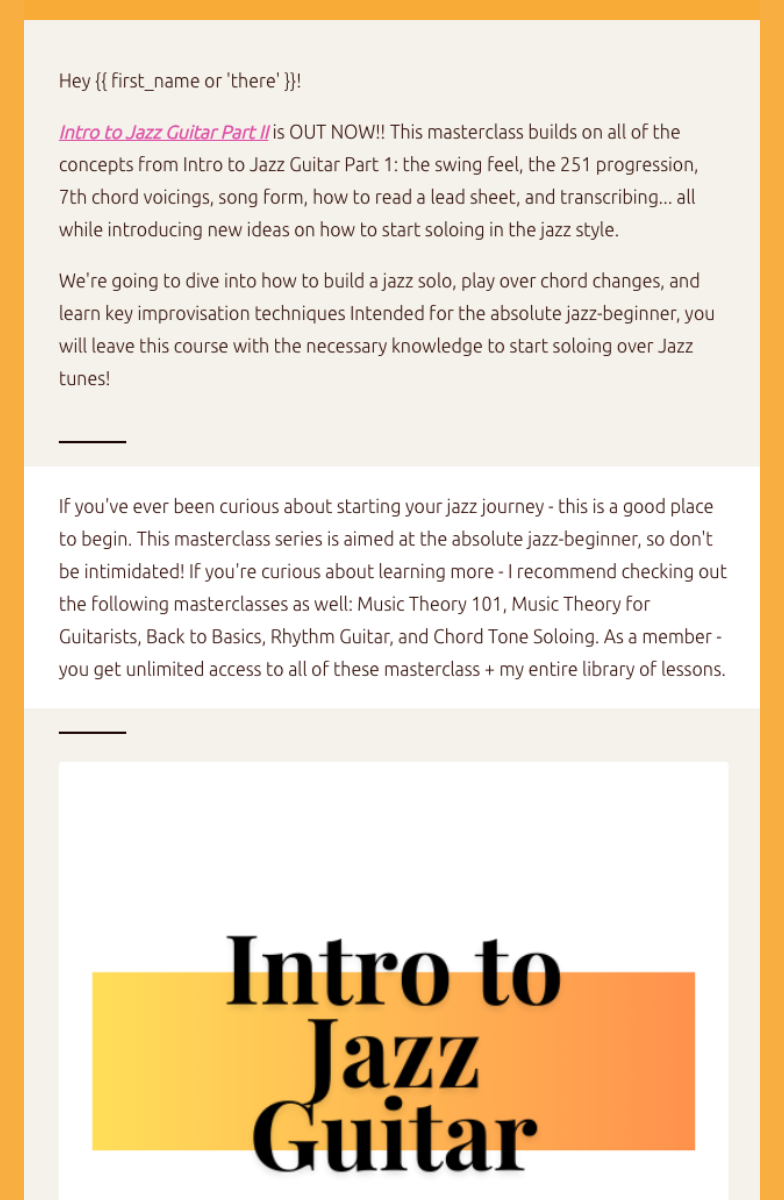 Hey {{ first_name or 'there' }}!
Intro to Jazz Guitar Part II is OUT NOW!! This masterclass builds on all of the
concepts from Intro to Jazz Guitar Part 1: the swing feel, the 251 progression,
7th chord voicings, song form, how to read a lead sheet, and transcribing... all
while introducing new ideas on how to start soloing in the jazz style.
We're going to dive into how to build a jazz solo, play over chord changes, and
learn key improvisation techniques Intended for the absolute jazz-beginner, you
will leave this course with the necessary knowledge to start soloing over Jazz
tunes!
If you've ever been curious about starting your jazz journey - this is a good place
to begin. This masterclass series is aimed at the absolute jazz-beginner, so don't
be intimidated! If you're curious about learning more - I recommend checking out
the following masterclasses as well: Music Theory 101, Music Theory for
Guitarists, Back to Basics, Rhythm Guitar, and Chord Tone Soloing. As a member -
you get unlimited access to all of these masterclass + my entire library of lessons.
Intro to
Jazz
Guitar